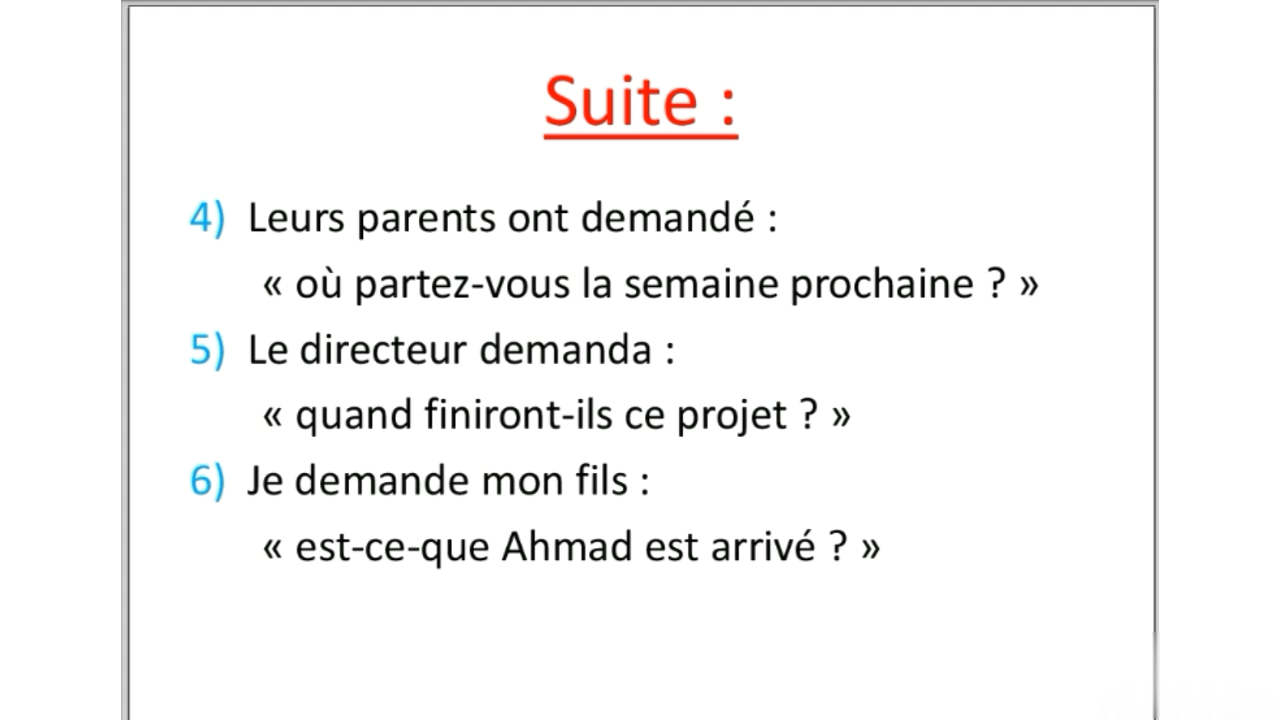 Suite :
4) Leurs parents ont demandé :
« où partez-vous la semaine prochaine ? »
5) Le directeur demanda :
« quand finiront-ils ce projet ? »
6) Je demande mon fils :
« est-ce-que Ahmad est arrivé ? »